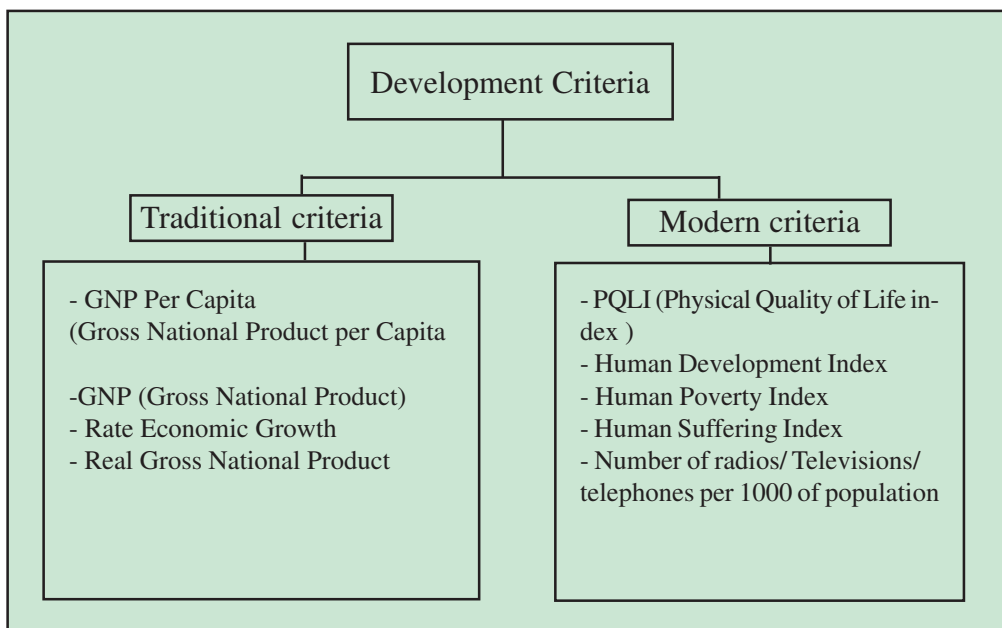 Development Criteria
Traditional criteria
Modern criteria
- GNP Per Capita
(Gross National Product per Capita
-GNP (Gross National Product)
- Rate Economic Growth
- Real Gross National Product
- PQLI (Physical Quality of Life in-
dex )
- Human Development Index
- Human Poverty Index
- Human Suffering Index
- Number of radios/ Televisions/
telephones per 1000 of population